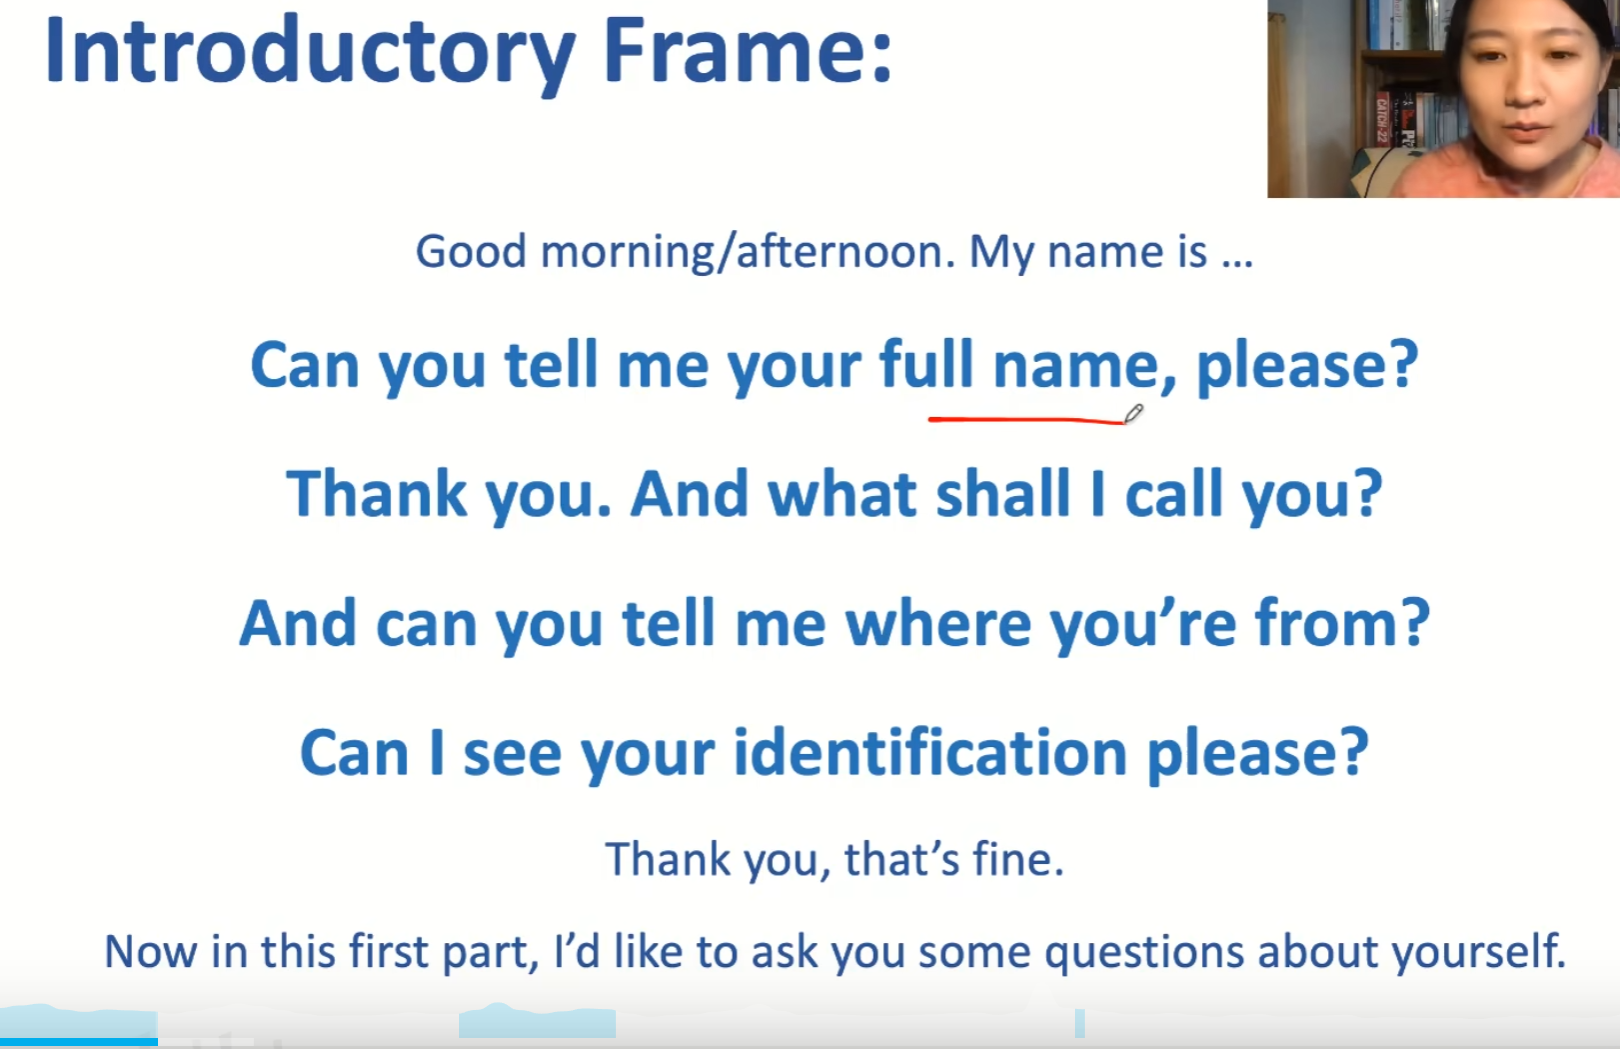 Introductory Frame:
CATCH-22
Good morning/afternoon. My name is ...
Can you tell me your full name, please?
Thank you. And what shall I call you?
And can you tell me where you’re from?
Can I see your identification please?
Thank you, that’s fine.
Now in this first part, I’d like to ask you some questions about yourself.